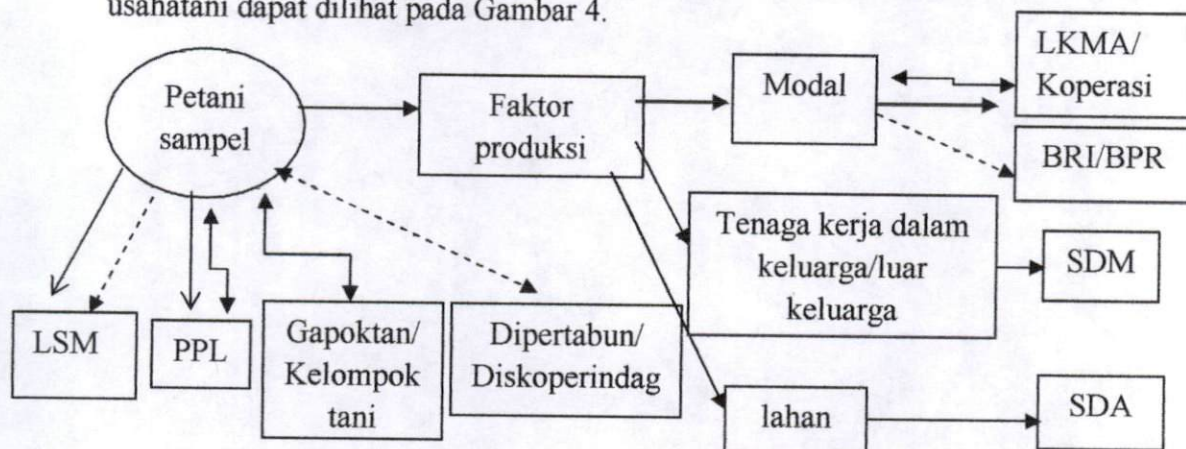 usahatani dapat dilihat pada Gambar 4.
Petani
sampel
Faktor
produksi
Modal
LKMA/
Koperasi
BRI/BPR
Tenaga kerja dalam
keluarga/luar
keluarga
SDM
LSM
PPL
Gapoktan/
Kelompok
tani
Dipertabun/
Diskoperindag
lahan
SDA